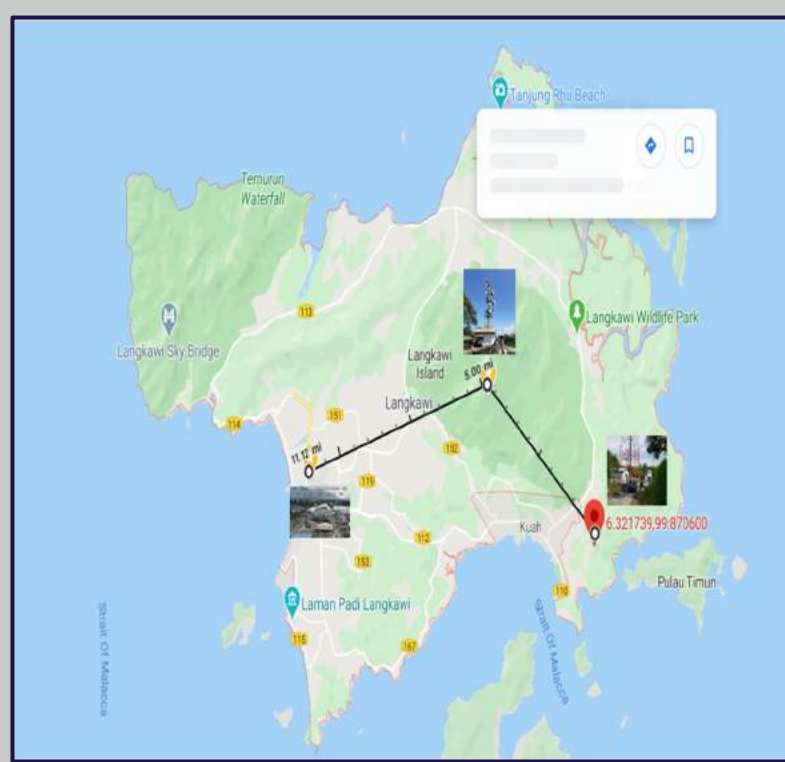 Tanjung Rhu Beach
Temurun
Waterfall
Langkawi Wildlife Park
113
Langkawi Sky Bridge
Langkawi
Island
5.00 mi
Langkawi
151
114
152
11.12 mi
119
6.321739,99.870600
Kuah
112
153
Pulau Timun
110
Laman Padi Langkawi
Strait Of Malacca
Strait Of Malacca
115
167